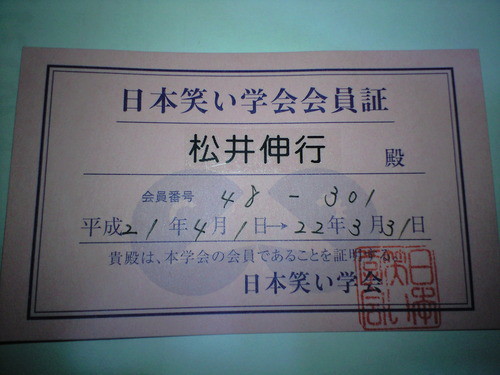 日本笑い学会会員証
松井伸行 殿
会員番号 48-301
平成21年4月1日→22年3月31日
貴殿は、本学会の会員であることを証明する。
日本笑い学会